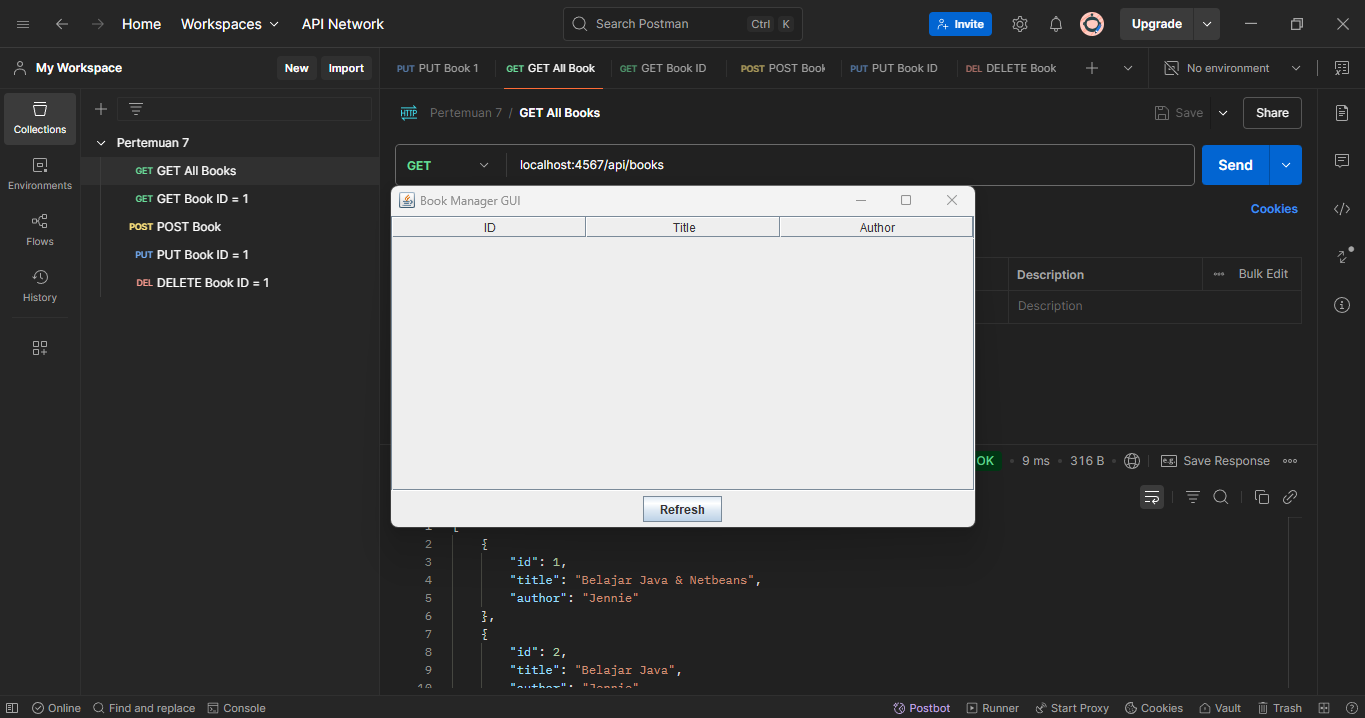 Home Workspaces API Network Search Postman Ctrl K Invite Upgrade
My Workspace New Import PUT PUT Book 1 GET GET All Book GET GET Book ID POST POST Book PUT PUT Book ID DEL DELETE Book No environment
Collections
Environments
Flows
History
Pertemuan 7
GET GET All Books
GET GET Book ID = 1
POST POST Book
PUT PUT Book ID = 1
DEL DELETE Book ID = 1
HTTP Pertemuan 7 / GET All Books Save Share
GET localhost:4567/api/books Send
Cookies
Book Manager GUI
ID Title Author
Refresh
Description Bulk Edit
Description
OK 9 ms 316 B e.g. Save Response
1 [
2 {
3 "id": 1,
4 "title": "Belajar Java & Netbeans",
5 "author": "Jennie"
6 },
7 {
8 "id": 2,
9 "title": "Belajar Java",
10 "author": "Jennie"
Online Find and replace Console Postbot Runner Start Proxy Cookies Vault Trash